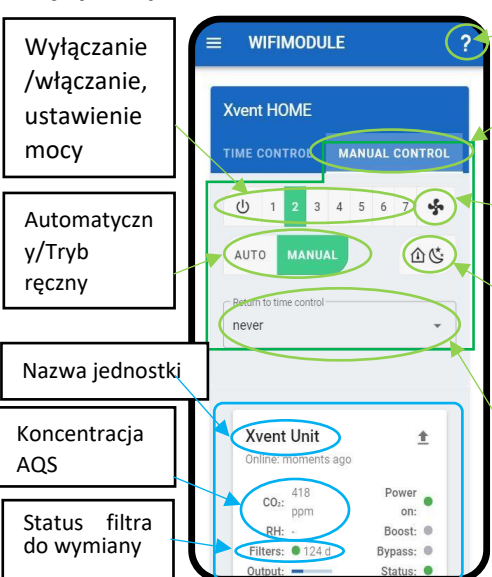 Wyłączanie
/włączanie,
ustawienie
mocy
Automatyczn
y/Tryb
ręczny
Nazwa jednostki
Koncentracja
AQS
Status filtra
do wymiany
WIFIMODULE ?
Xvent HOME
TIME CONTROL MANUAL CONTROL
1 2 3 4 5 6 7
AUTO MANUAL
Return to time control
never
Xvent Unit
Online: moments ago
CO₂: 418 ppm Power on:
RH: - Boost:
Filters: 124 d Bypass:
Output: Status: